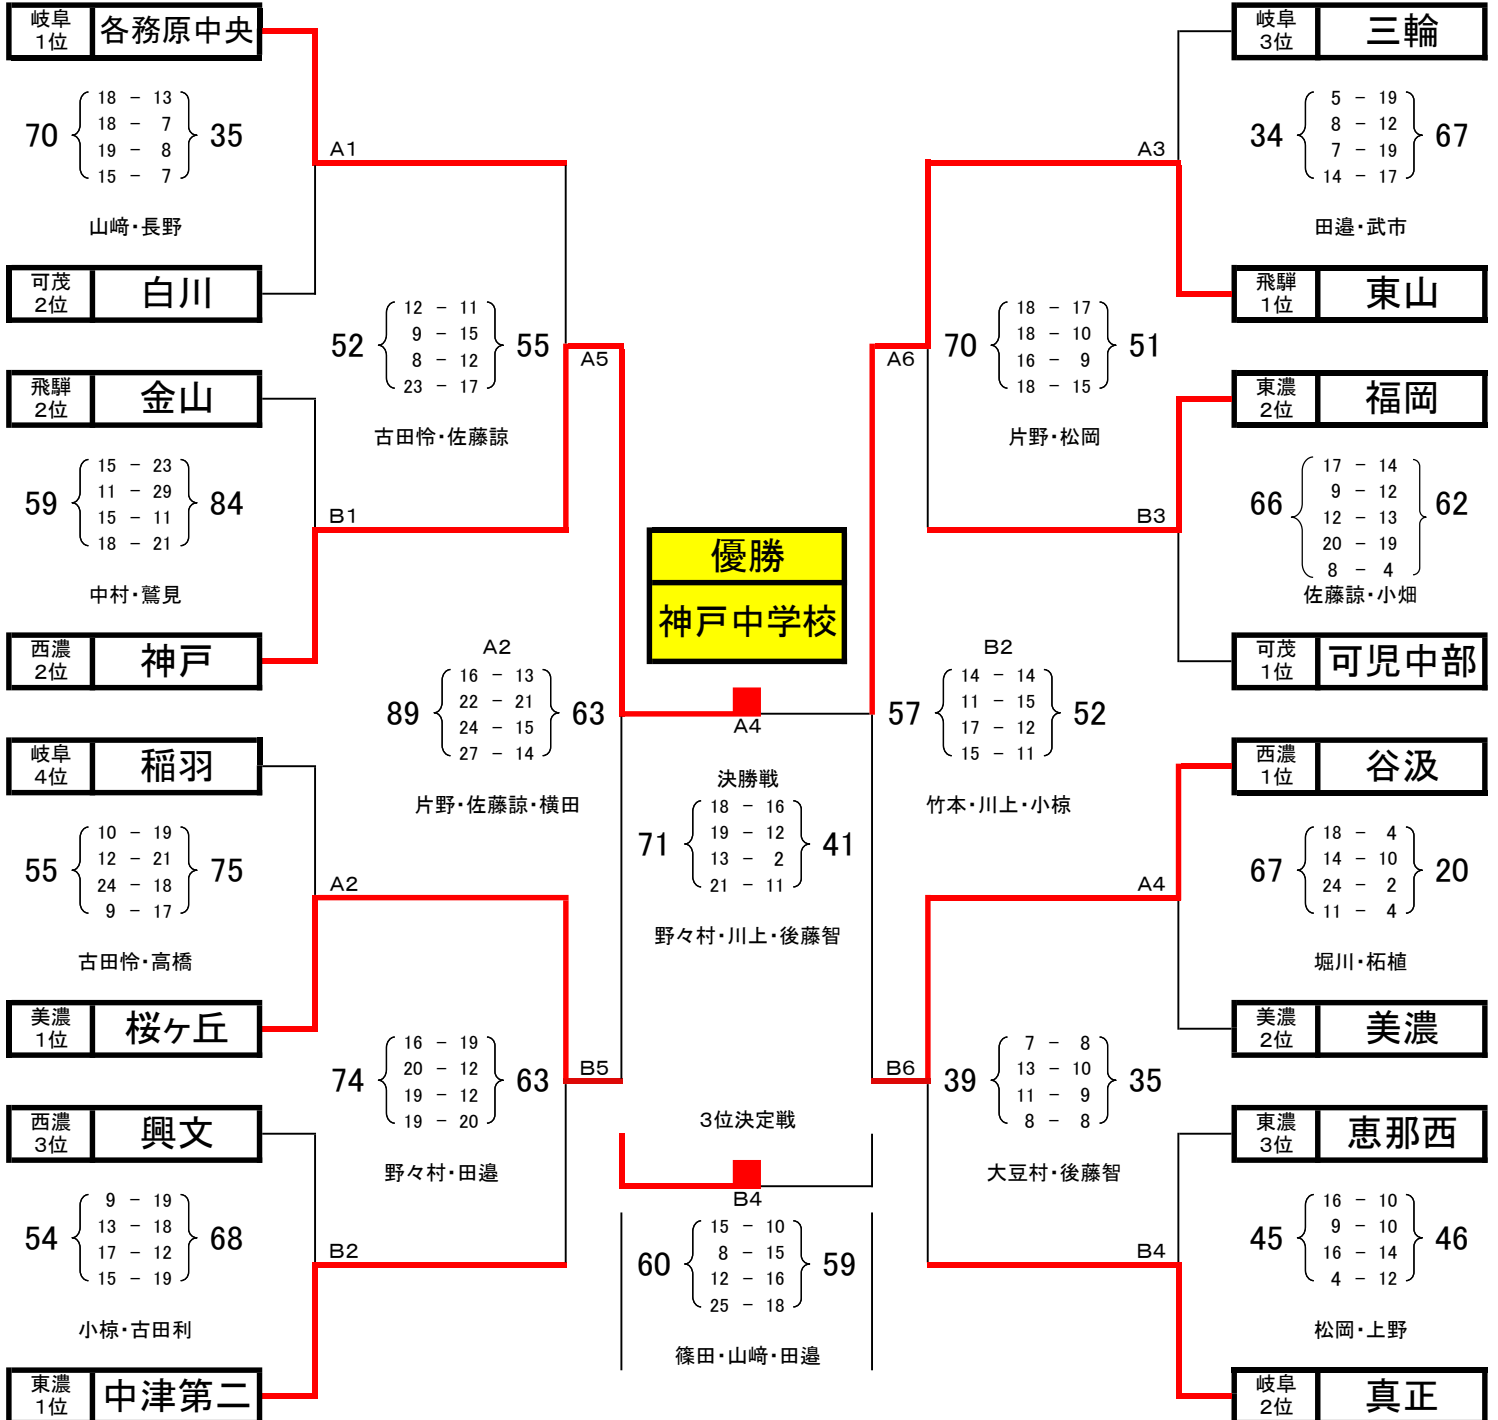 岐阜
1位
各務原中央
18 - 13
18 - 7
19 - 8
15 - 7
70
35
山﨑・長野
A1
可茂
2位
白川
12 - 11
9 - 15
8 - 12
23 - 17
52
55
古田怜・佐藤諒
A5
飛騨
2位
金山
15 - 23
11 - 29
15 - 11
18 - 21
59
84
中村・鷲見
B1
西濃
2位
神戸
A2
16 - 13
22 - 21
24 - 15
27 - 14
89
63
片野・佐藤諒・横田
岐阜
4位
稲羽
10 - 19
12 - 21
24 - 18
9 - 17
55
75
古田怜・高橋
A2
美濃
1位
桜ヶ丘
16 - 19
20 - 12
19 - 12
19 - 20
74
63
野々村・田邉
B5
西濃
3位
興文
9 - 19
13 - 18
17 - 12
15 - 19
54
68
小椋・古田利
B2
東濃
1位
中津第二
優勝
神戸中学校
A4
決勝戦
18 - 16
19 - 12
13 - 2
21 - 11
71
41
野々村・川上・後藤智
3位決定戦
B4
15 - 10
8 - 15
12 - 16
25 - 18
60
59
篠田・山﨑・田邉
岐阜
3位
三輪
5 - 19
8 - 12
7 - 19
14 - 17
34
67
田邉・武市
A3
飛騨
1位
東山
18 - 17
18 - 10
16 - 9
18 - 15
70
51
片野・松岡
A6
東濃
2位
福岡
17 - 14
9 - 12
12 - 13
20 - 19
8 - 4
66
62
佐藤諒・小畑
B3
可茂
1位
可児中部
B2
14 - 14
11 - 15
17 - 12
15 - 11
57
52
竹本・川上・小椋
西濃
1位
谷汲
18 - 4
14 - 10
24 - 2
11 - 4
67
20
堀川・柘植
A4
美濃
2位
美濃
7 - 8
13 - 10
11 - 9
8 - 8
39
35
大豆村・後藤智
B6
東濃
3位
恵那西
16 - 10
9 - 10
16 - 14
4 - 12
45
46
松岡・上野
B4
岐阜
2位
真正